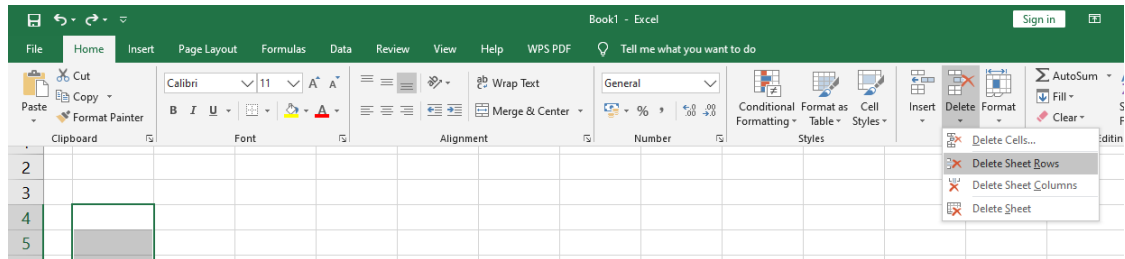 Book1 - Excel
Sign in
File Home Insert Page Layout Formulas Data Review View Help WPS PDF Tell me what you want to do
Cut
Copy
Format Painter
Paste
Clipboard
Calibri 11 A A
B I U A
Font
Wrap Text
Merge & Center
Alignment
General
%
Number
Conditional Formatting
Format as Table
Cell Styles
Styles
Insert Delete Format
AutoSum
Fill
Clear
Delete Cells...
Delete Sheet Rows
Delete Sheet Columns
Delete Sheet
2
3
4
5